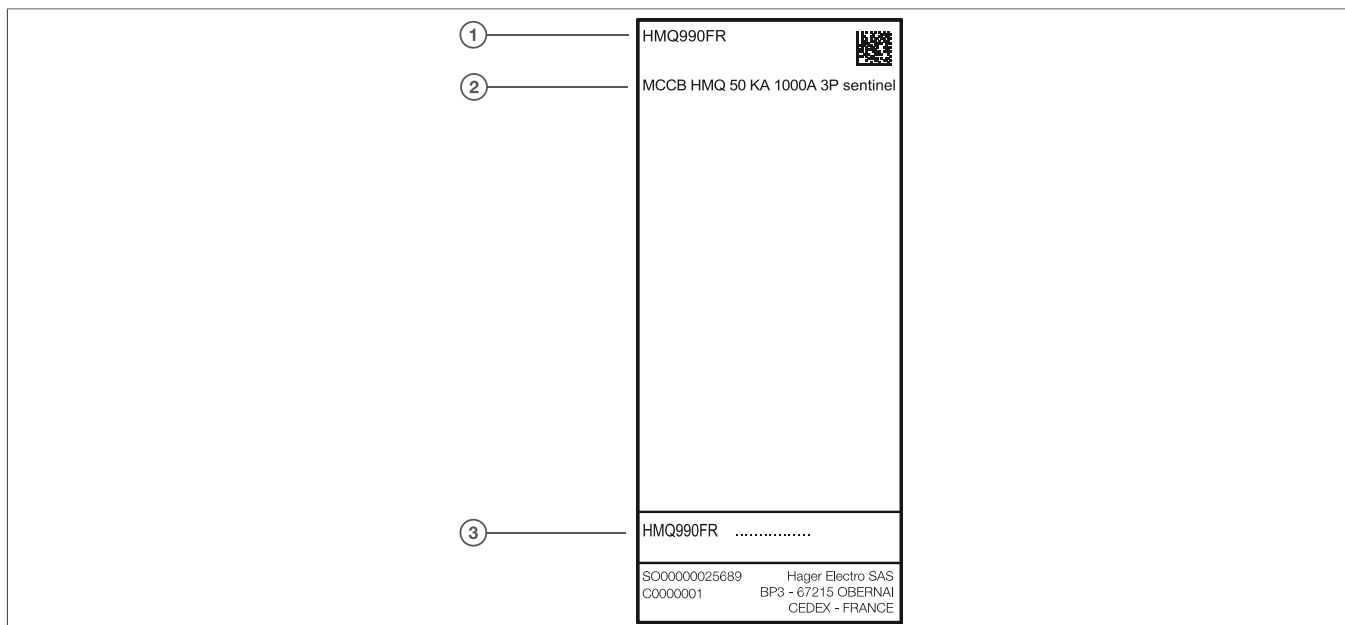 1
HMQ990FR
2
MCCB HMQ 50 KA 1000A 3P sentinel
3
HMQ990FR ................
SO00000025689
C0000001
Hager Electro SAS
BP3 - 67215 OBERNAI
CEDEX - FRANCE